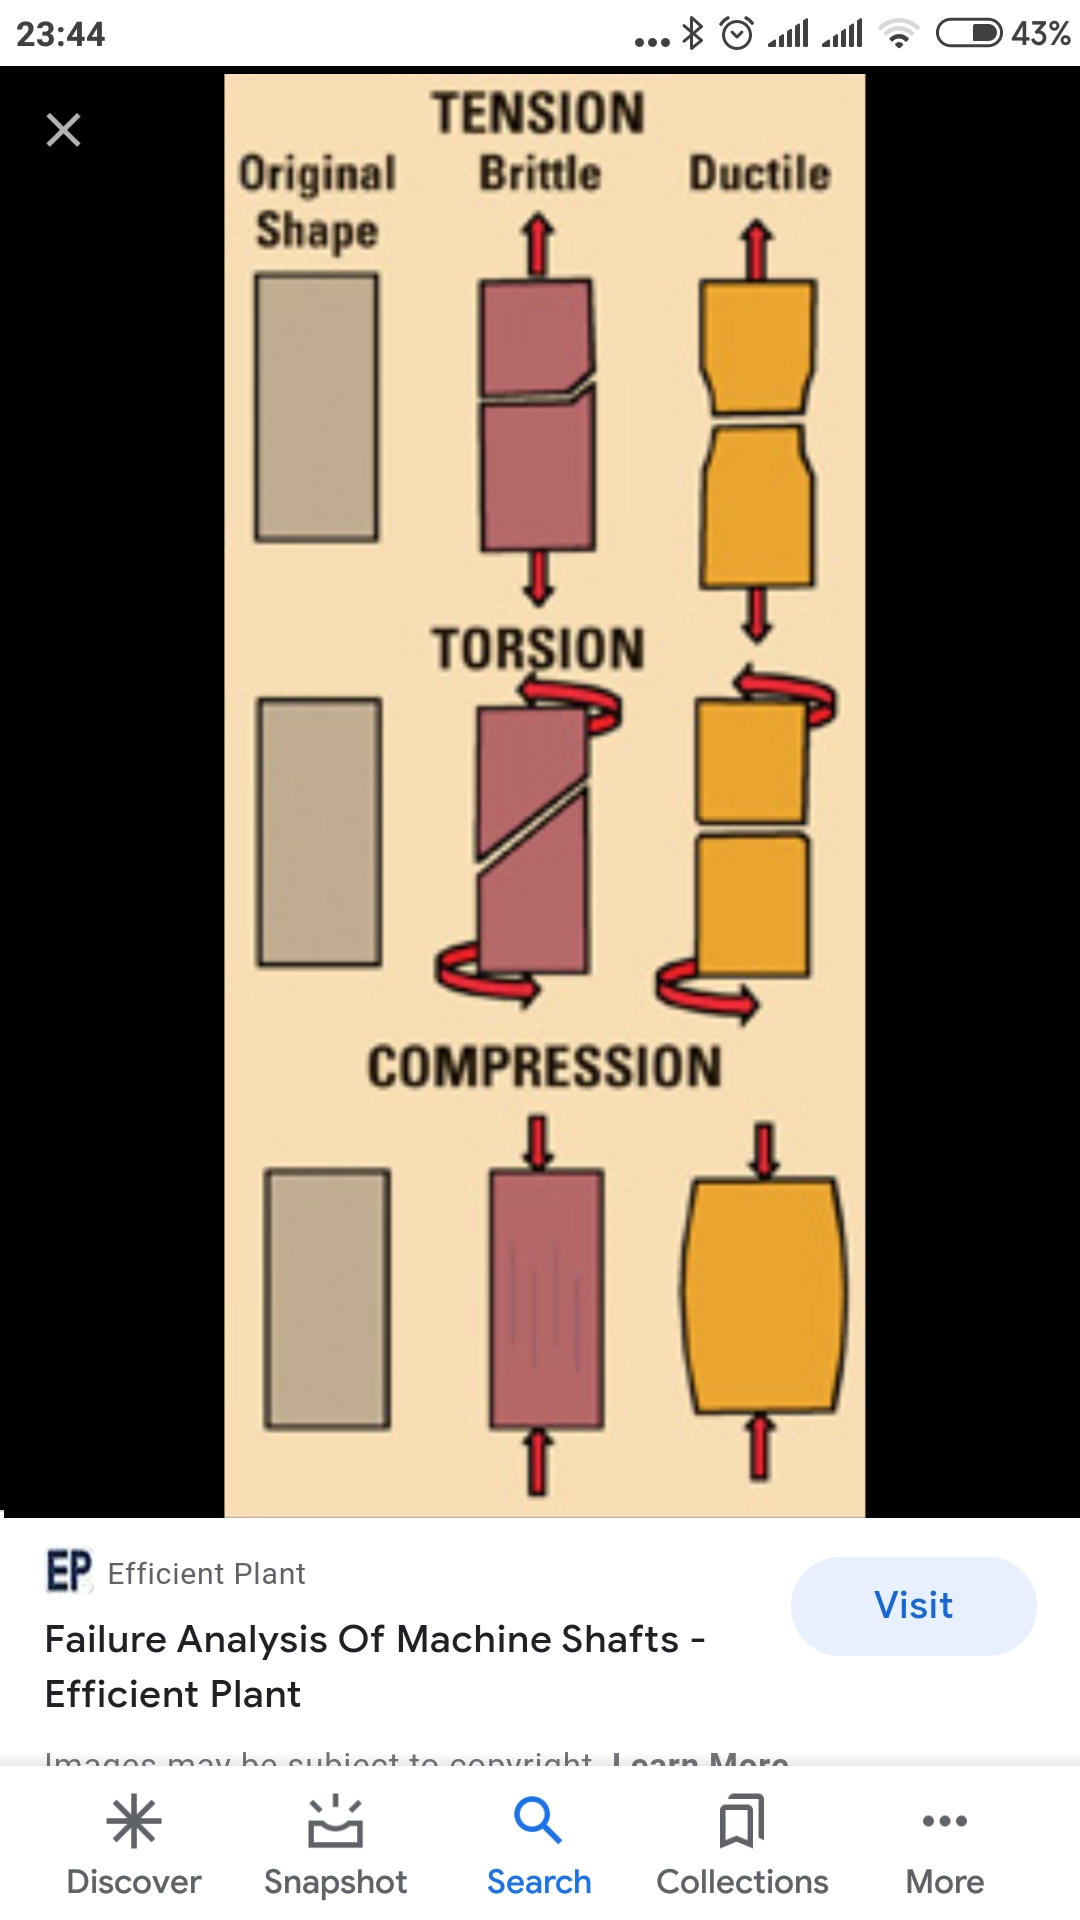 23:44
43%
TENSION
Original Shape
Brittle
Ductile
TORSION
COMPRESSION
EP Efficient Plant
Visit
Failure Analysis Of Machine Shafts -
Efficient Plant
Images may be subject to copyright. Learn More
Discover
Snapshot
Search
Collections
More